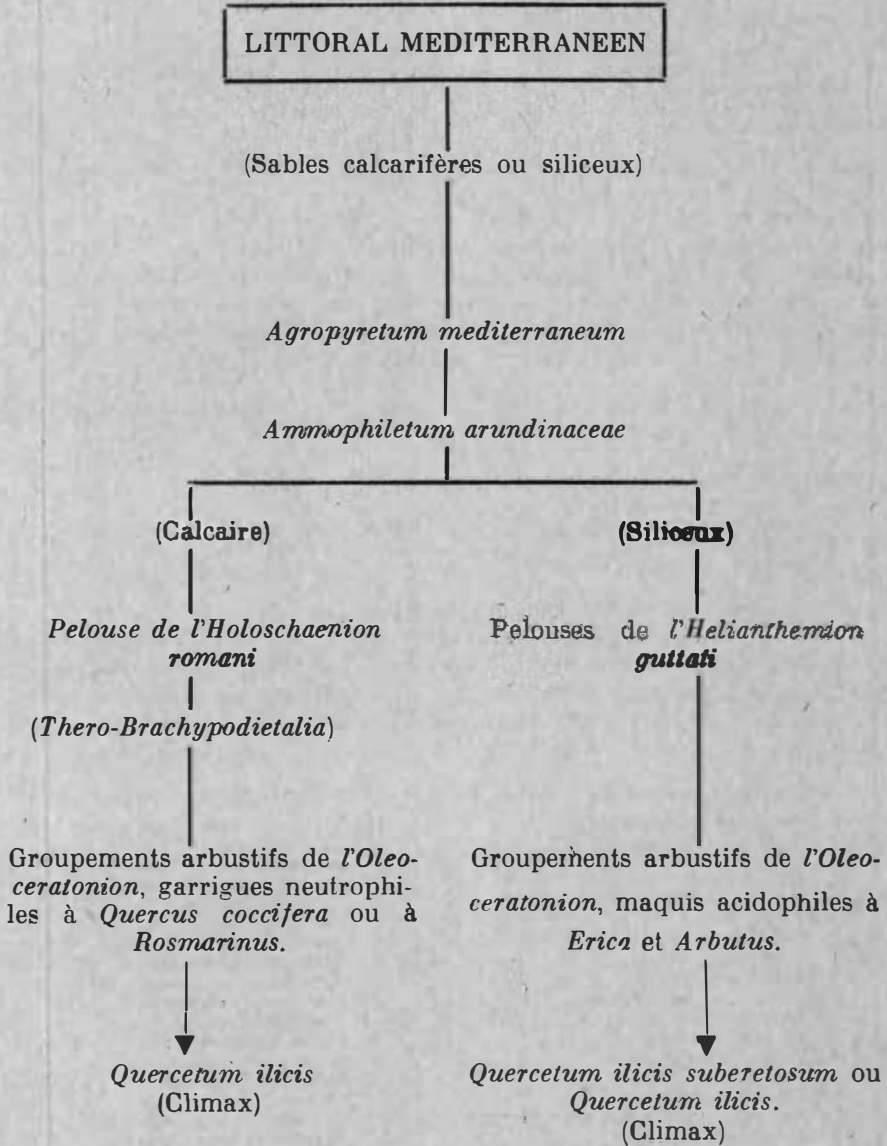 LITTORAL MEDITERRANEEN
(Sables calcarifères ou siliceux)
Agropyretum mediterraneum
Ammophiletum arundinaceae
(Calcaire)
(Siliceux)
Pelouse de l'Holoschaenion
romani
Pelouses de l'Helianthemion
guttati
(Thero-Brachypodietalia)
Groupements arbustifs de l'Oleo-
ceratonion, garrigues neutrophi-
les à Quercus coccifera ou à
Rosmarinus.
Groupements arbustifs de l'Oleo-
ceratonion, maquis acidophiles à
Erica et Arbutus.
Quercetum ilicis
(Climax)
Quercetum ilicis suberetosum ou
Quercetum ilicis.
(Climax)